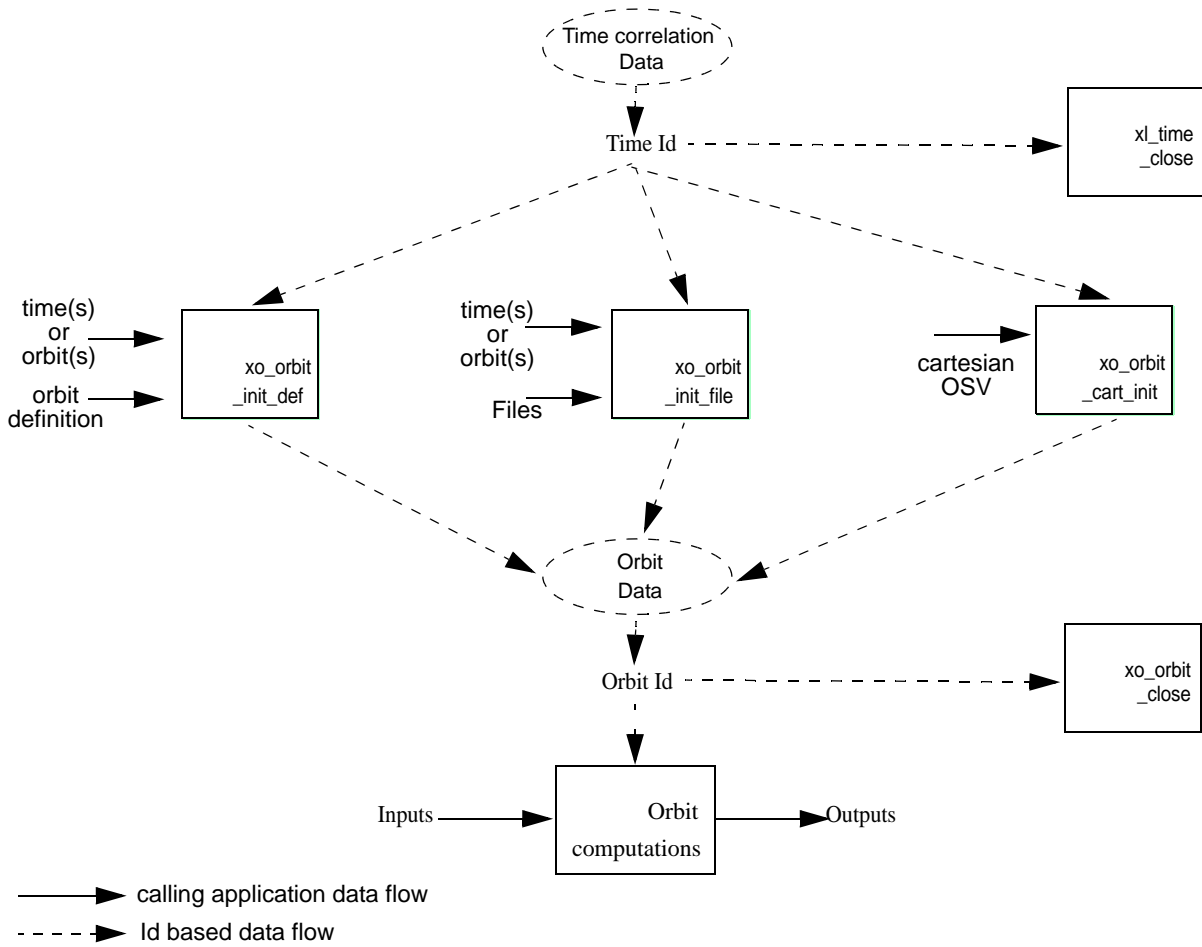 Time correlation
Data
Time Id
xl_time
_close
time(s)
or
orbit(s)
orbit
definition
xo_orbit
_init_def
time(s)
or
orbit(s)
Files
xo_orbit
_init_file
cartesian
OSV
xo_orbit
_cart_init
Orbit
Data
Orbit Id
xo_orbit
_close
Inputs
Orbit
computations
Outputs
calling application data flow
Id based data flow